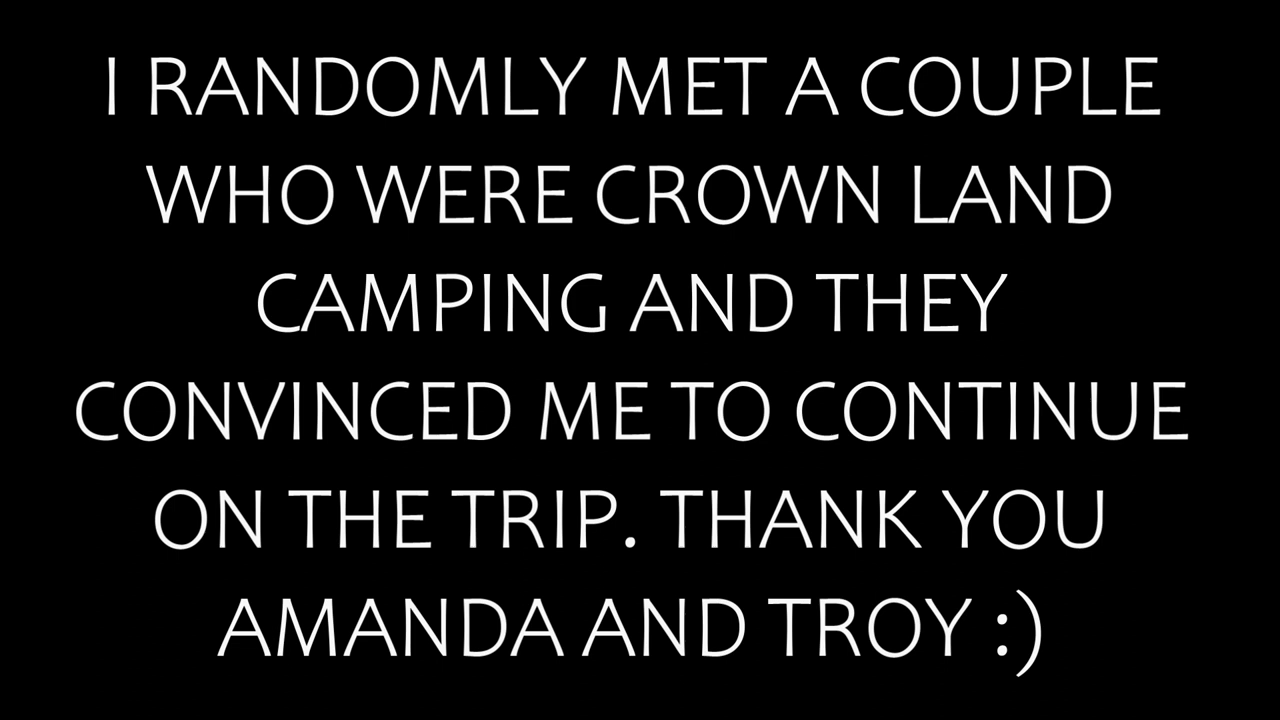 I RANDOMLY MET A COUPLE
WHO WERE CROWN LAND
CAMPING AND THEY
CONVINCED ME TO CONTINUE
ON THE TRIP. THANK YOU
AMANDA AND TROY :)